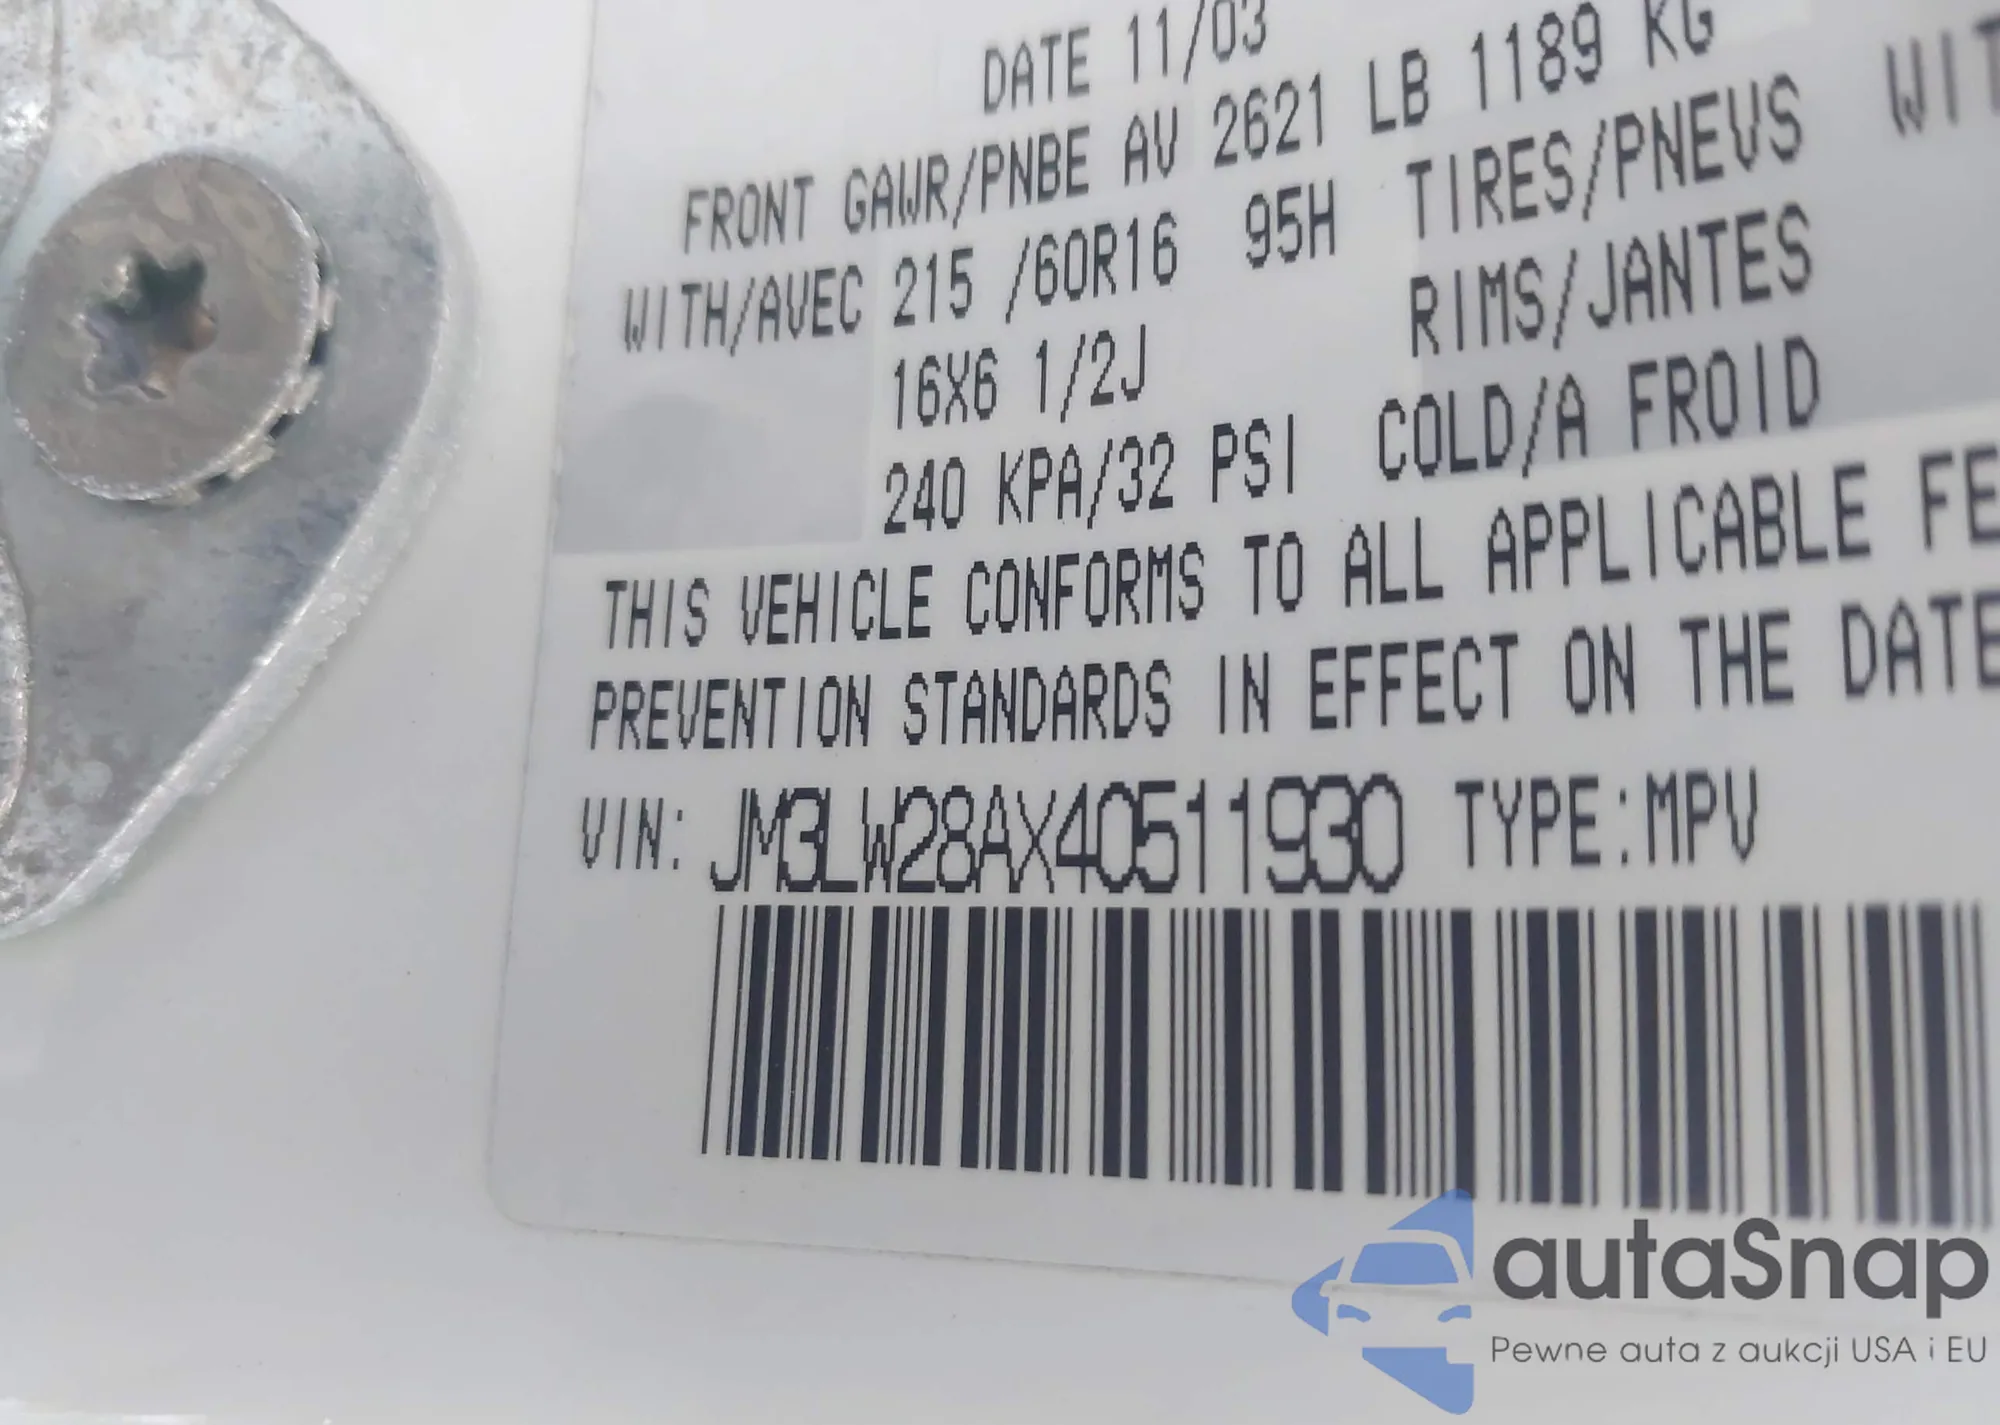 DATE 11/03
FRONT GAWR/PNBE AV 2621 LB 1189 KG
WITH/AVEC 215 /60R16 95H TIRES/PNEUS
16X6 1/2J RIMS/JANTES
240 KPA/32 PSI COLD/A FROID
THIS VEHICLE CONFORMS TO ALL APPLICABLE FE
PREVENTION STANDARDS IN EFFECT ON THE DATE
VIN: JM3LW28AX40511930 TYPE:MPV
autaSnap
Pewne auta z aukcji USA i EU